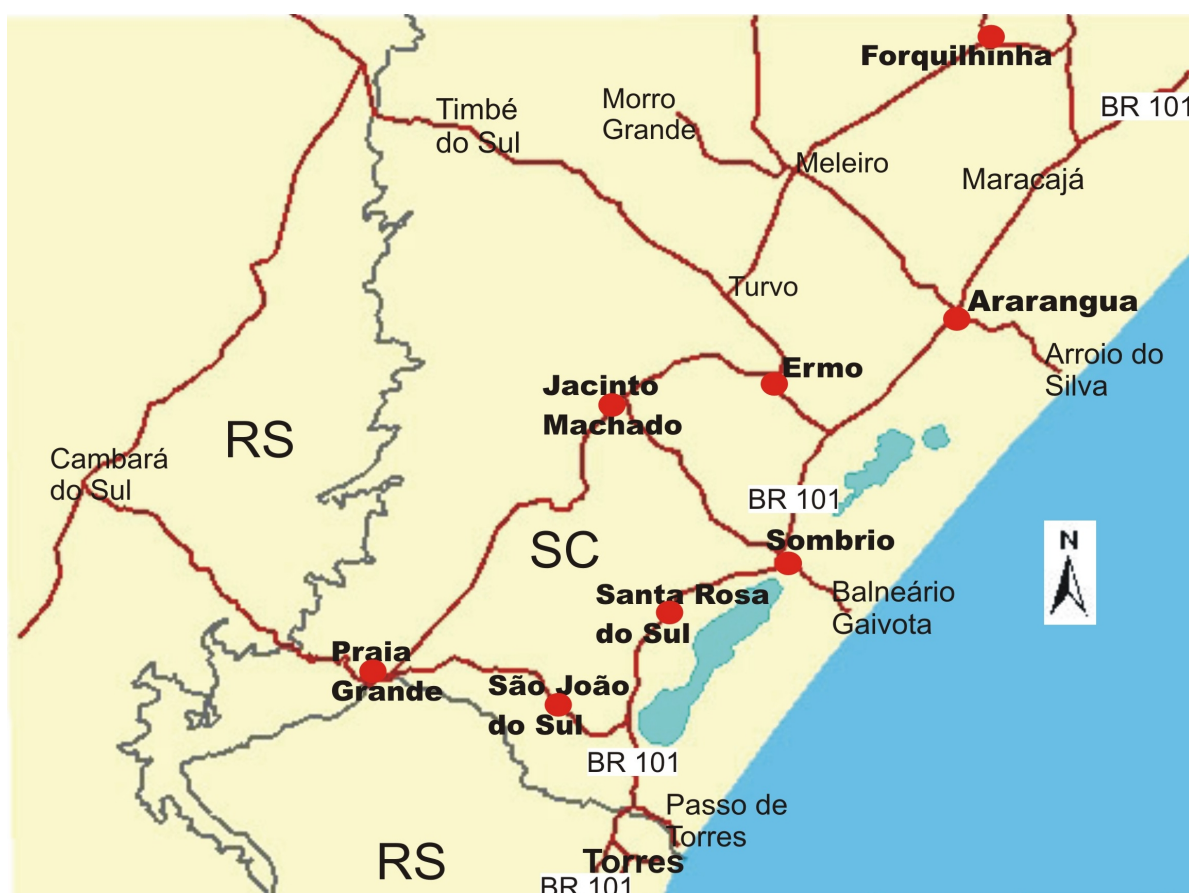 Forquilhinha
Timbé
do Sul
Morro
Grande
BR 101
Meleiro
Maracajá
Turvo
Ararangua
Arroio do
Silva
Ermo
Jacinto
Machado
RS
Cambará
do Sul
BR 101
SC
Sombrio
N
Santa Rosa
do Sul
Balneário
Gaivota
Praia
Grande
São João
do Sul
BR 101
Passo de
Torres
RS
Torres
BR 101